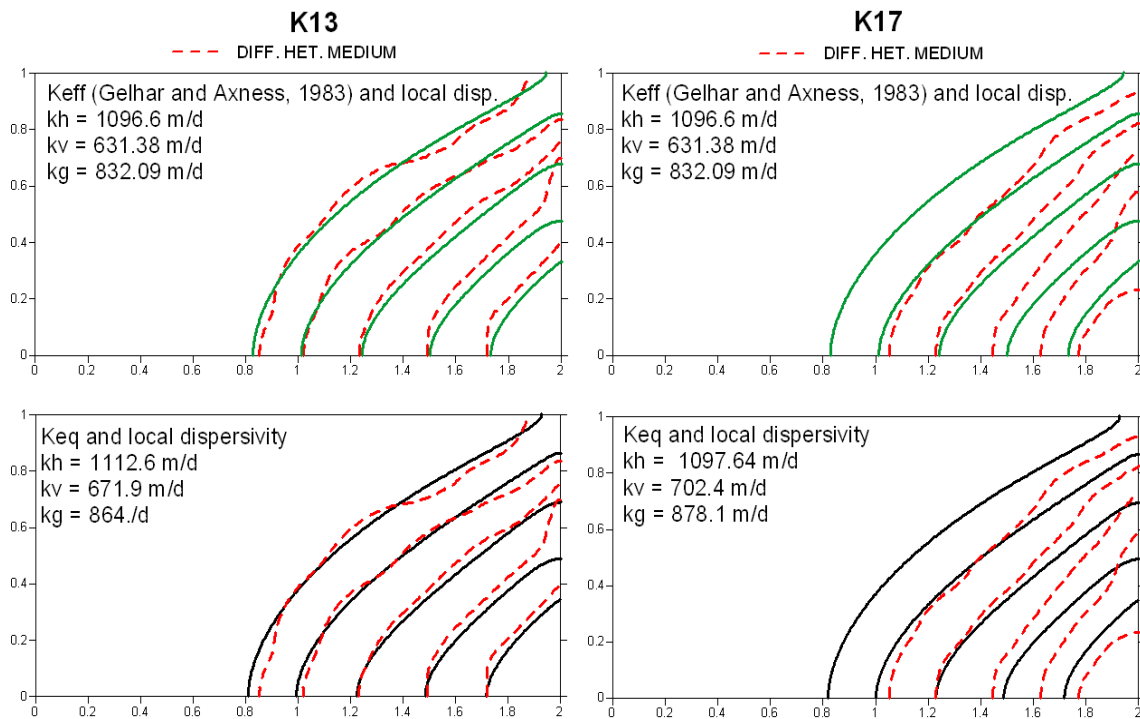 K13
DIFF. HET. MEDIUM
Keff (Gelhar and Axness, 1983) and local disp.
kh = 1096.6 m/d
kv = 631.38 m/d
kg = 832.09 m/d
1
0.8
0.6
0.4
0.2
0
0 0.2 0.4 0.6 0.8 1 1.2 1.4 1.6 1.8 2
K17
DIFF. HET. MEDIUM
Keff (Gelhar and Axness, 1983) and local disp.
kh = 1096.6 m/d
kv = 631.38 m/d
kg = 832.09 m/d
1
0.8
0.6
0.4
0.2
0
0 0.2 0.4 0.6 0.8 1 1.2 1.4 1.6 1.8 2
Keq and local dispersivity
kh = 1112.6 m/d
kv = 671.9 m/d
kg = 864./d
1
0.8
0.6
0.4
0.2
0
0 0.2 0.4 0.6 0.8 1 1.2 1.4 1.6 1.8 2
Keq and local dispersivity
kh = 1097.64 m/d
kv = 702.4 m/d
kg = 878.1 m/d
1
0.8
0.6
0.4
0.2
0
0 0.2 0.4 0.6 0.8 1 1.2 1.4 1.6 1.8 2